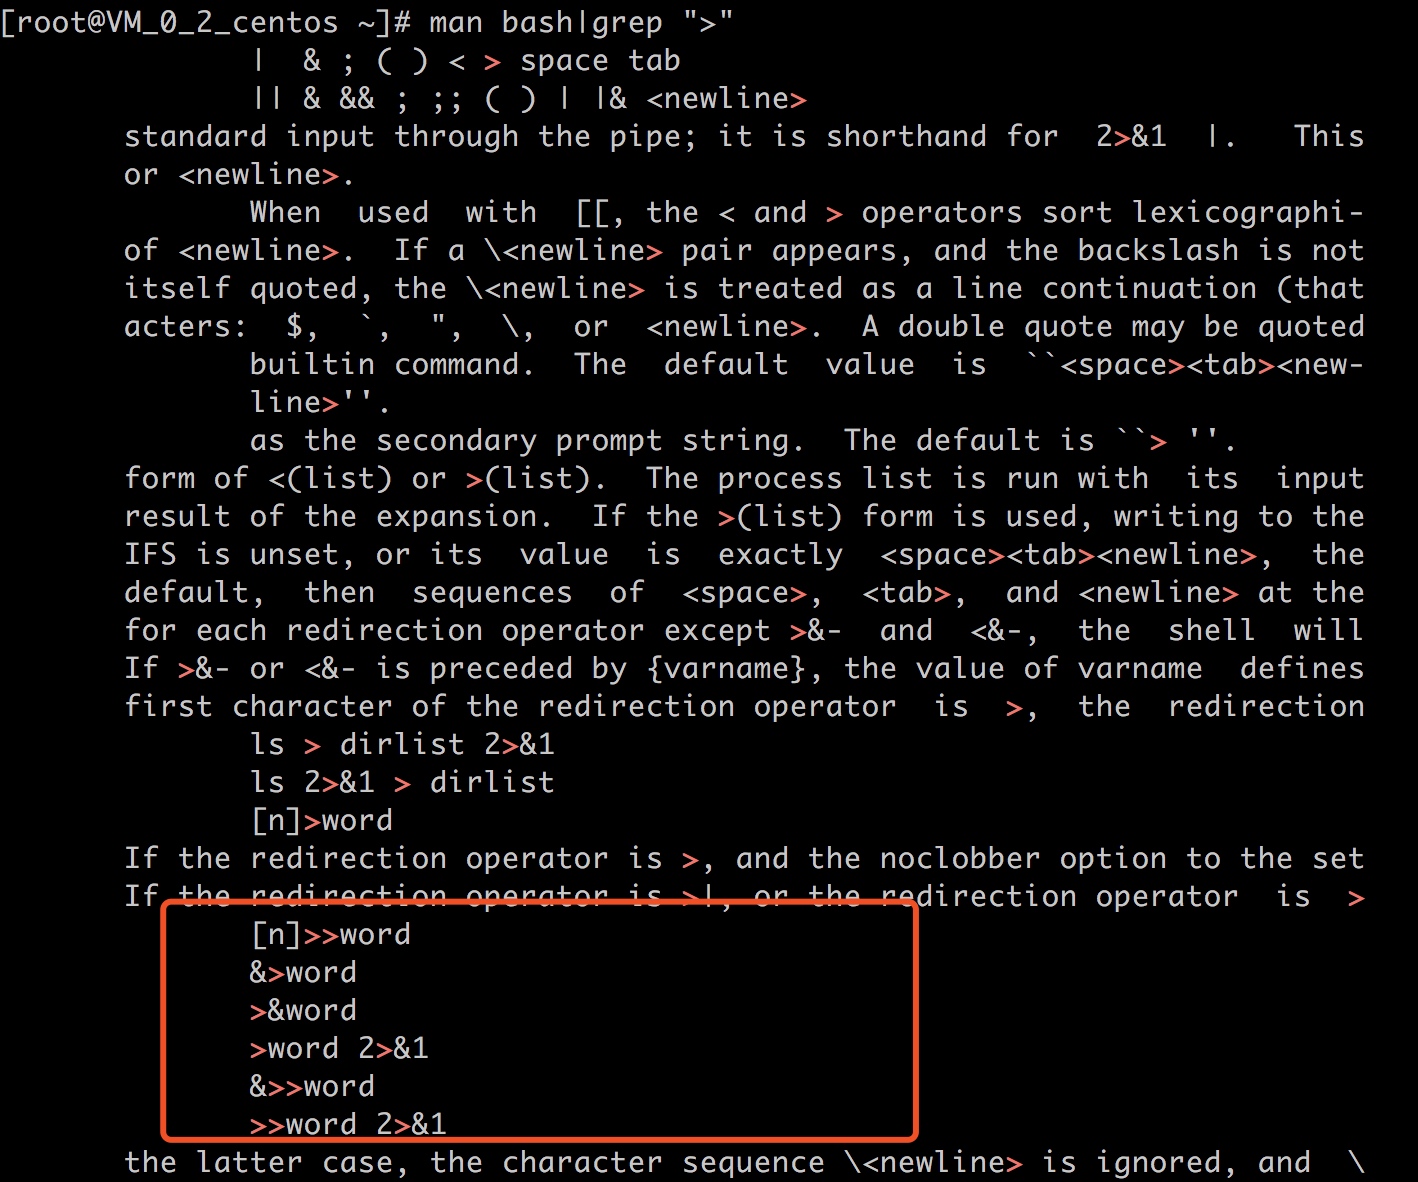 [root@VM_0_2_centos ~]# man bash|grep ">"
|  & ; ( ) < > space tab
|| & && ; ;; ( ) | |& <newline>
standard input through the pipe; it is shorthand for  2>&1  |.   This
or <newline>.
When  used  with  [[, the < and > operators sort lexicographi-
of <newline>.  If a \<newline> pair appears, and the backslash is not
itself quoted, the \<newline> is treated as a line continuation (that
acters:  $,  `,  ", \,  or  <newline>.  A double quote may be quoted
builtin command.  The  default  value  is  ``<space><tab><new-
line>''.
as the secondary prompt string.  The default is ``> ''.
form of <(list) or >(list).  The process list is run with  its  input
result of the expansion.  If the >(list) form is used, writing to the
IFS is unset, or its  value  is  exactly  <space><tab><newline>,  the
default,  then  sequences  of  <space>,  <tab>,  and <newline> at the
for each redirection operator except >&-  and  <&-,  the  shell  will
If >&- or <&- is preceded by {varname}, the value of varname  defines
first character of the redirection operator  is  >,  the  redirection
ls > dirlist 2>&1
ls 2>&1 > dirlist
[n]>word
If the redirection operator is >, and the noclobber option to the set
If the redirection operator is >|, or the redirection operator  is  >
[n]>>word
&>word
>&word
>word 2>&1
&>>word
>>word 2>&1
the latter case, the character sequence \<newline> is ignored, and  \